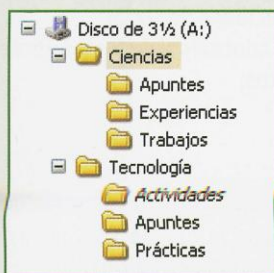 Disco de 3½ (A:)
Ciencias
Apuntes
Experiencias
Trabajos
Tecnología
Actividades
Apuntes
Prácticas